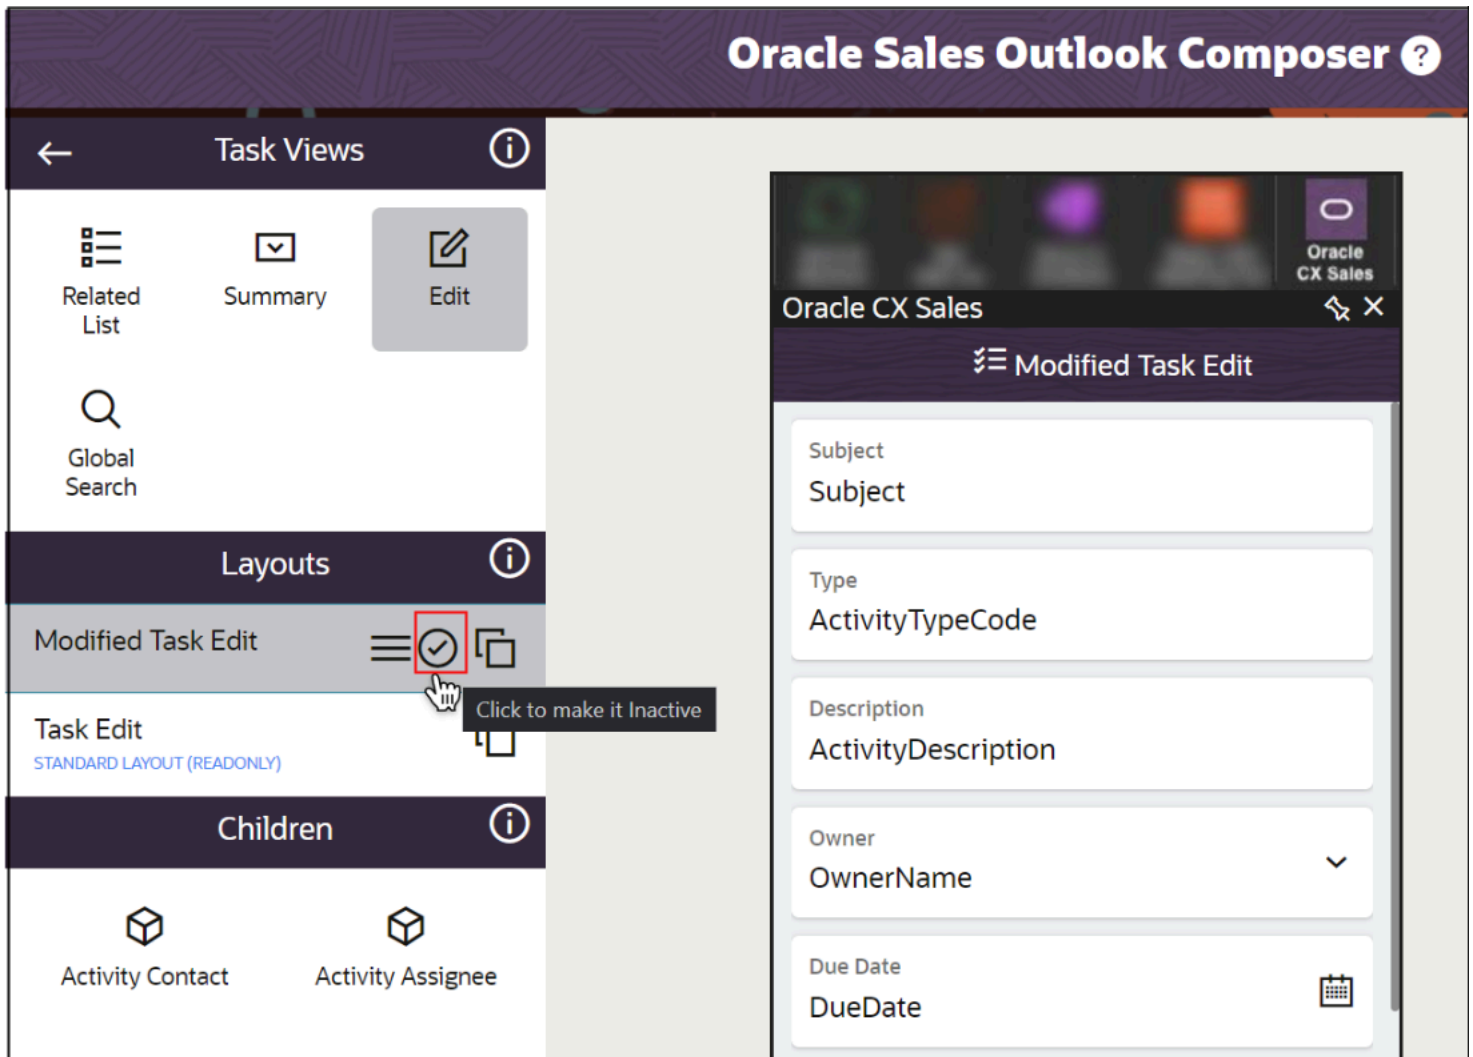 Oracle Sales Outlook Composer ?
Task Views
Related
List
Summary
Edit
Global
Search
Layouts
Modified Task Edit
Click to make it Inactive
Task Edit
STANDARD LAYOUT (READONLY)
Children
Activity Contact
Activity Assignee
Oracle
CX Sales
Oracle CX Sales
Modified Task Edit
Subject
Subject
Type
ActivityTypeCode
Description
ActivityDescription
Owner
OwnerName
Due Date
DueDate